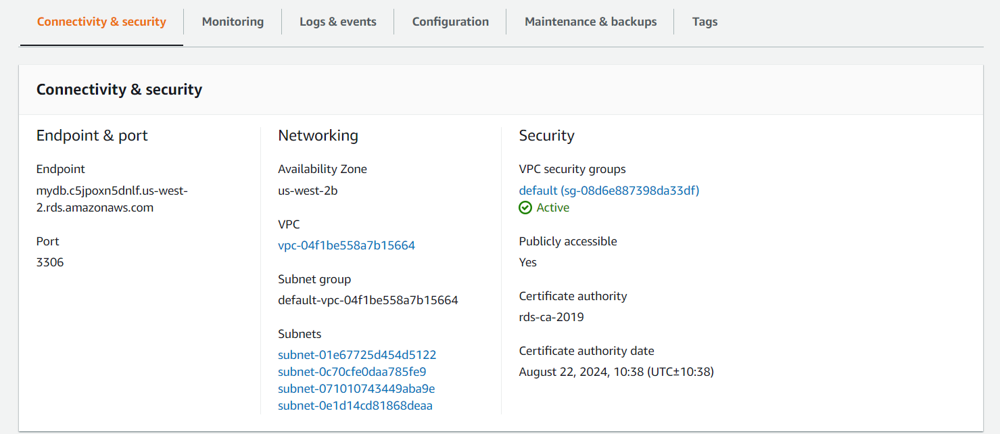 Connectivity & security
Monitoring
Logs & events
Configuration
Maintenance & backups
Tags
Connectivity & security
Endpoint & port
Endpoint
mydb.c5jpoxn5dnlf.us-west-
2.rds.amazonaws.com
Port
3306
Networking
Availability Zone
us-west-2b
VPC
vpc-04f1be558a7b15664
Subnet group
default-vpc-04f1be558a7b15664
Subnets
subnet-01e67725d454d5122
subnet-0c70cfe0daa785fe9
subnet-071010743449aba9e
subnet-0e1d14cd81868deaa
Security
VPC security groups
default (sg-08d6e887398da33df)
Active
Publicly accessible
Yes
Certificate authority
rds-ca-2019
Certificate authority date
August 22, 2024, 10:38 (UTC±10:38)